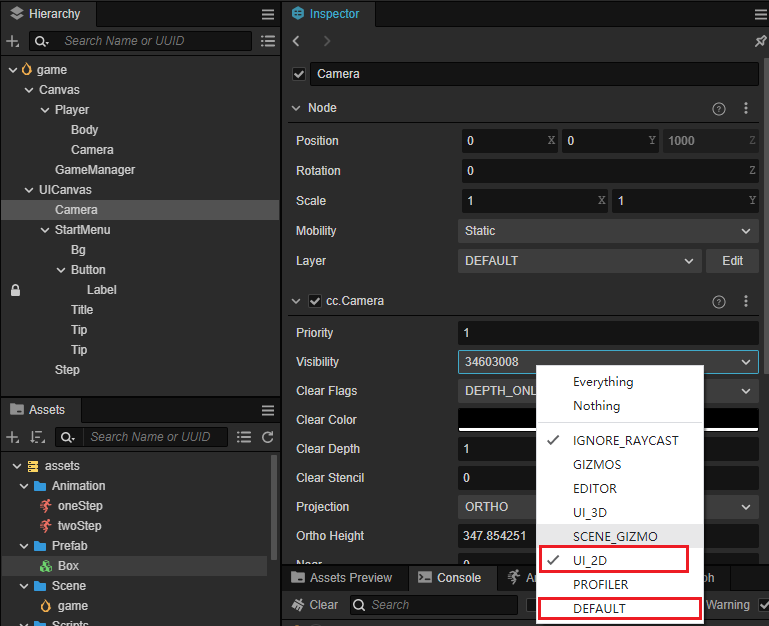 Hierarchy
Search Name or UUID
game
Canvas
Player
Body
Camera
GameManager
UICanvas
Camera
StartMenu
Bg
Button
Label
Title
Tip
Tip
Step
Assets
Search Name or UUID
assets
Animation
oneStep
twoStep
Prefab
Box
Scene
game
Scripts
Inspector
Camera
Node
Position 0 X 0 Y 1000 Z
Rotation 0 Z
Scale 1 X 1 Y
Mobility Static
Layer DEFAULT Edit
cc.Camera
Priority 1
Visibility 34603008
Clear Flags DEPTH_ONL
Clear Color
Clear Depth 1
Clear Stencil 0
Projection ORTHO
Ortho Height 347.854251
Near 0
Everything
Nothing
IGNORE_RAYCAST
GIZMOS
EDITOR
UI_3D
SCENE_GIZMO
UI_2D
PROFILER
DEFAULT
Assets Preview Console An ph
Clear Search Warning